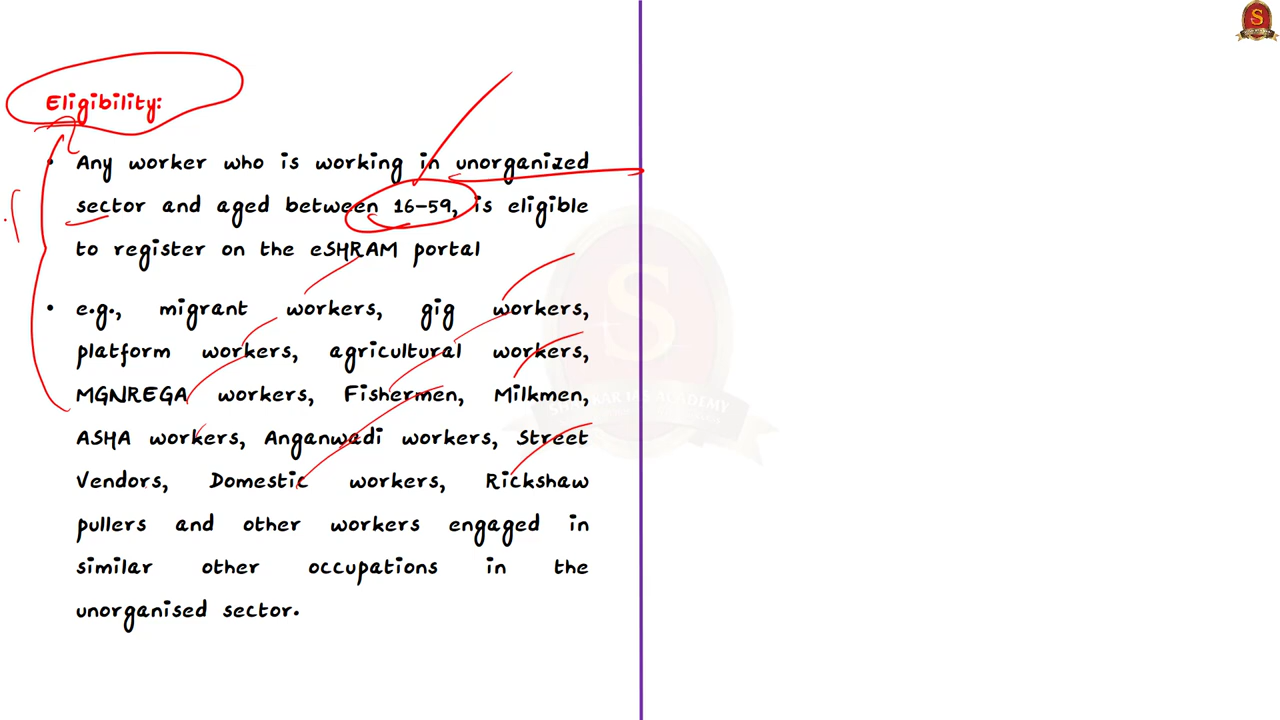 Eligibility:
• Any worker who is working in unorganized
sector and aged between 16-59, is eligible
to register on the eSHRAM portal
• e.g., migrant workers, gig workers,
platform workers, agricultural workers,
MGNREGA workers, Fishermen, Milkmen,
ASHA workers, Anganwadi workers, Street
Vendors, Domestic workers, Rickshaw
pullers and other workers engaged in
similar other occupations in the
unorganised sector.
S
S